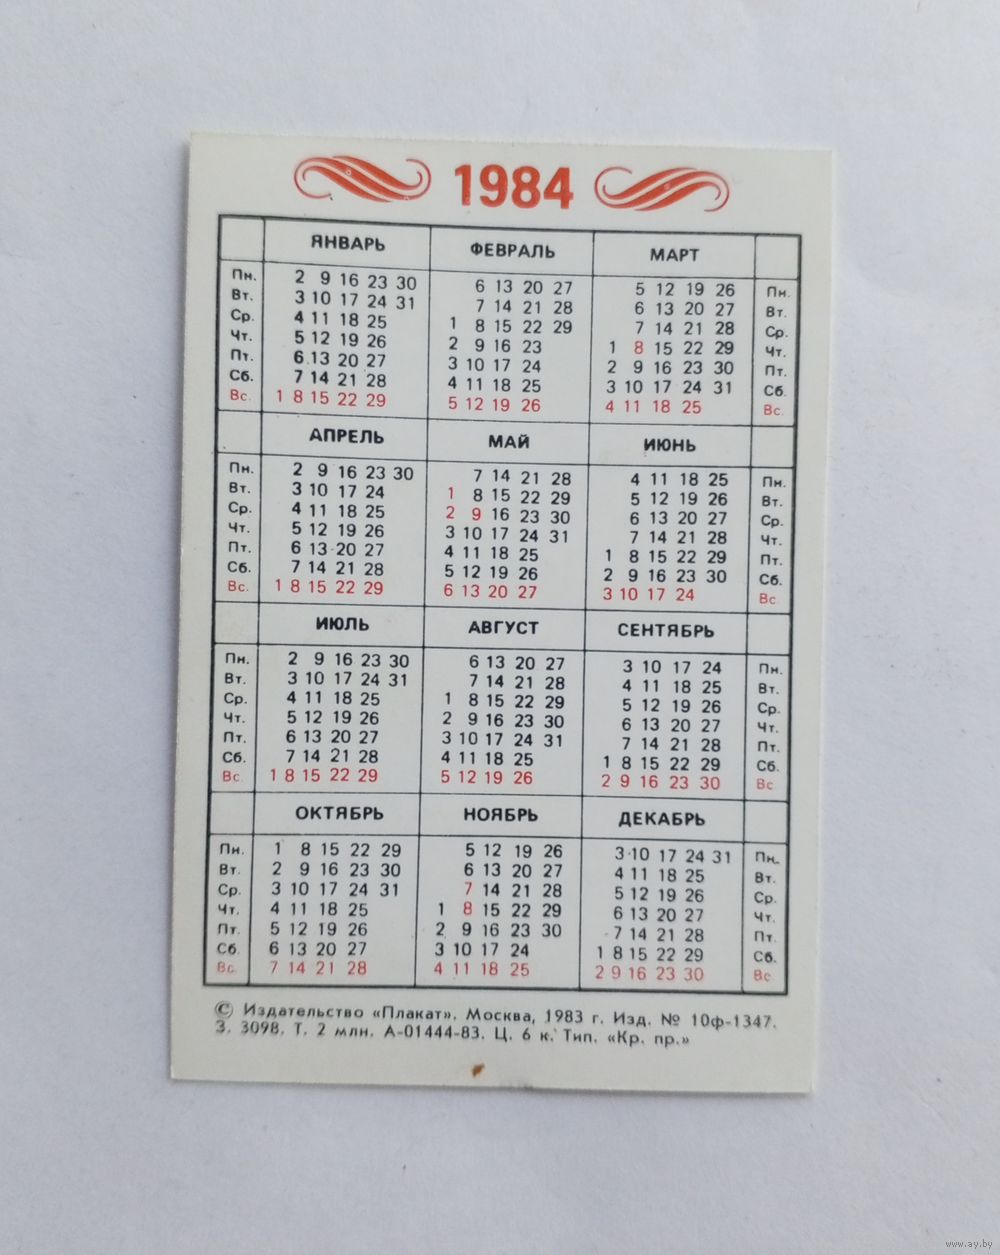 1984
ЯНВАРЬ ФЕВРАЛЬ МАРТ
Пн. 2 9 16 23 30 6 13 20 27 5 12 19 26 Пн.
Вт. 3 10 17 24 31 7 14 21 28 6 13 20 27 Вт.
Ср. 4 11 18 25 1 8 15 22 29 7 14 21 28 Ср.
Чт. 5 12 19 26 2 9 16 23 1 8 15 22 29 Чт.
Пт. 6 13 20 27 3 10 17 24 2 9 16 23 30 Пт.
Сб. 7 14 21 28 4 11 18 25 3 10 17 24 31 Сб.
Вс. 1 8 15 22 29 5 12 19 26 4 11 18 25 Вс.
АПРЕЛЬ МАЙ ИЮНЬ
Пн. 2 9 16 23 30 7 14 21 28 4 11 18 25 Пн.
Вт. 3 10 17 24 1 8 15 22 29 5 12 19 26 Вт.
Ср. 4 11 18 25 2 9 16 23 30 6 13 20 27 Ср.
Чт. 5 12 19 26 3 10 17 24 31 7 14 21 28 Чт.
Пт. 6 13 20 27 4 11 18 25 1 8 15 22 29 Пт.
Сб. 7 14 21 28 5 12 19 26 2 9 16 23 30 Сб.
Вс. 1 8 15 22 29 6 13 20 27 3 10 17 24 Вс.
ИЮЛЬ АВГУСТ СЕНТЯБРЬ
Пн. 2 9 16 23 30 6 13 20 27 3 10 17 24 Пн.
Вт. 3 10 17 24 31 7 14 21 28 4 11 18 25 Вт.
Ср. 4 11 18 25 1 8 15 22 29 5 12 19 26 Ср.
Чт. 5 12 19 26 2 9 16 23 30 6 13 20 27 Чт.
Пт. 6 13 20 27 3 10 17 24 31 7 14 21 28 Пт.
Сб. 7 14 21 28 4 11 18 25 1 8 15 22 29 Сб.
Вс. 1 8 15 22 29 5 12 19 26 2 9 16 23 30 Вс
ОКТЯБРЬ НОЯБРЬ ДЕКАБРЬ
Пн. 1 8 15 22 29 5 12 19 26 3 10 17 24 31 Пн.
Вт. 2 9 16 23 30 6 13 20 27 4 11 18 25 Вт.
Ср. 3 10 17 24 31 7 14 21 28 5 12 19 26 Ср.
Чт. 4 11 18 25 1 8 15 22 29 6 13 20 27 Чт.
Пт. 5 12 19 26 2 9 16 23 30 7 14 21 28 Пт.
Сб. 6 13 20 27 3 10 17 24 1 8 15 22 29 Сб.
Вс. 7 14 21 28 4 11 18 25 2 9 16 23 30 Вс
© Издательство «Плакат». Москва, 1983 г. Изд. № 10ф-1347.
З. 3098. Т. 2 млн. А-01444-83. Ц. 6 к. Тип. «Кр. пр.»
www.ay.by